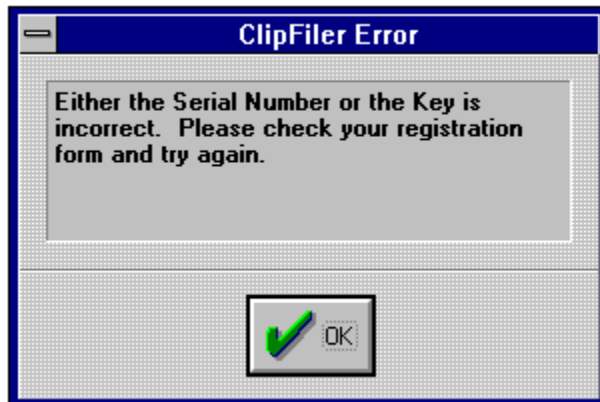 ClipFiler Error
Either the Serial Number or the Key is
incorrect.  Please check your registration
form and try again.
OK